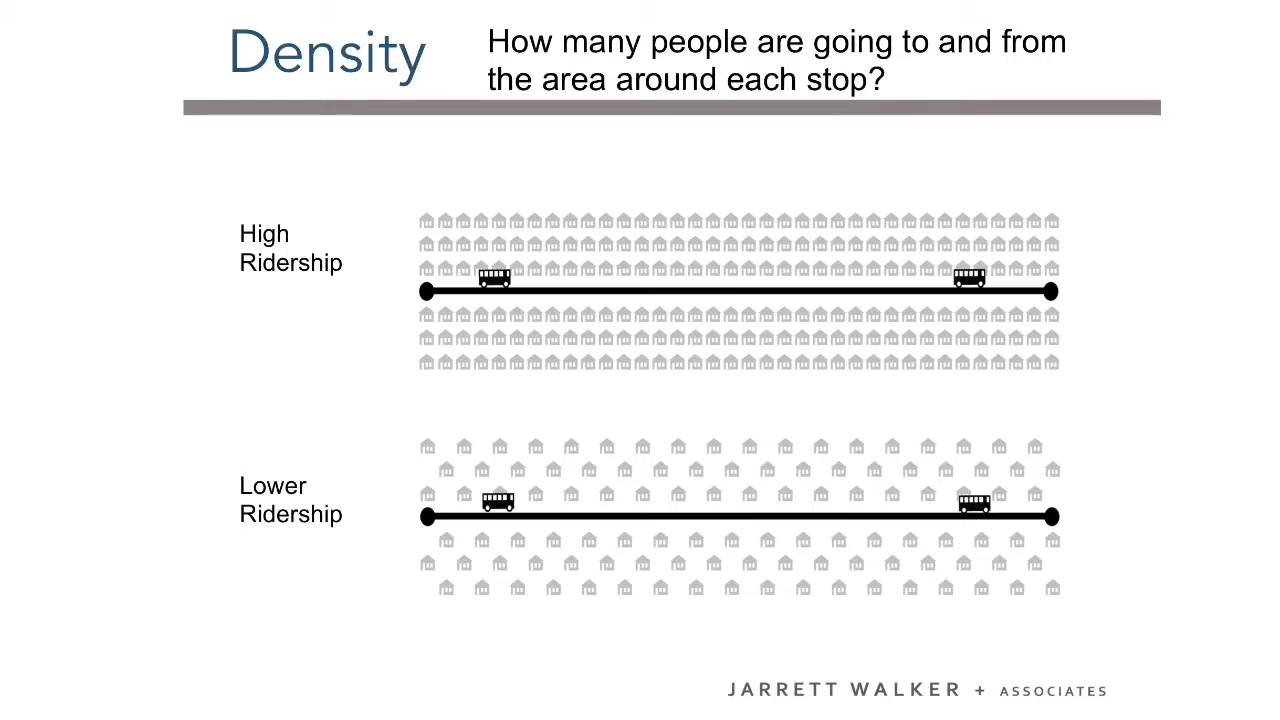 Density
How many people are going to and from
the area around each stop?
High
Ridership
Lower
Ridership
JARRETT WALKER + ASSOCIATES